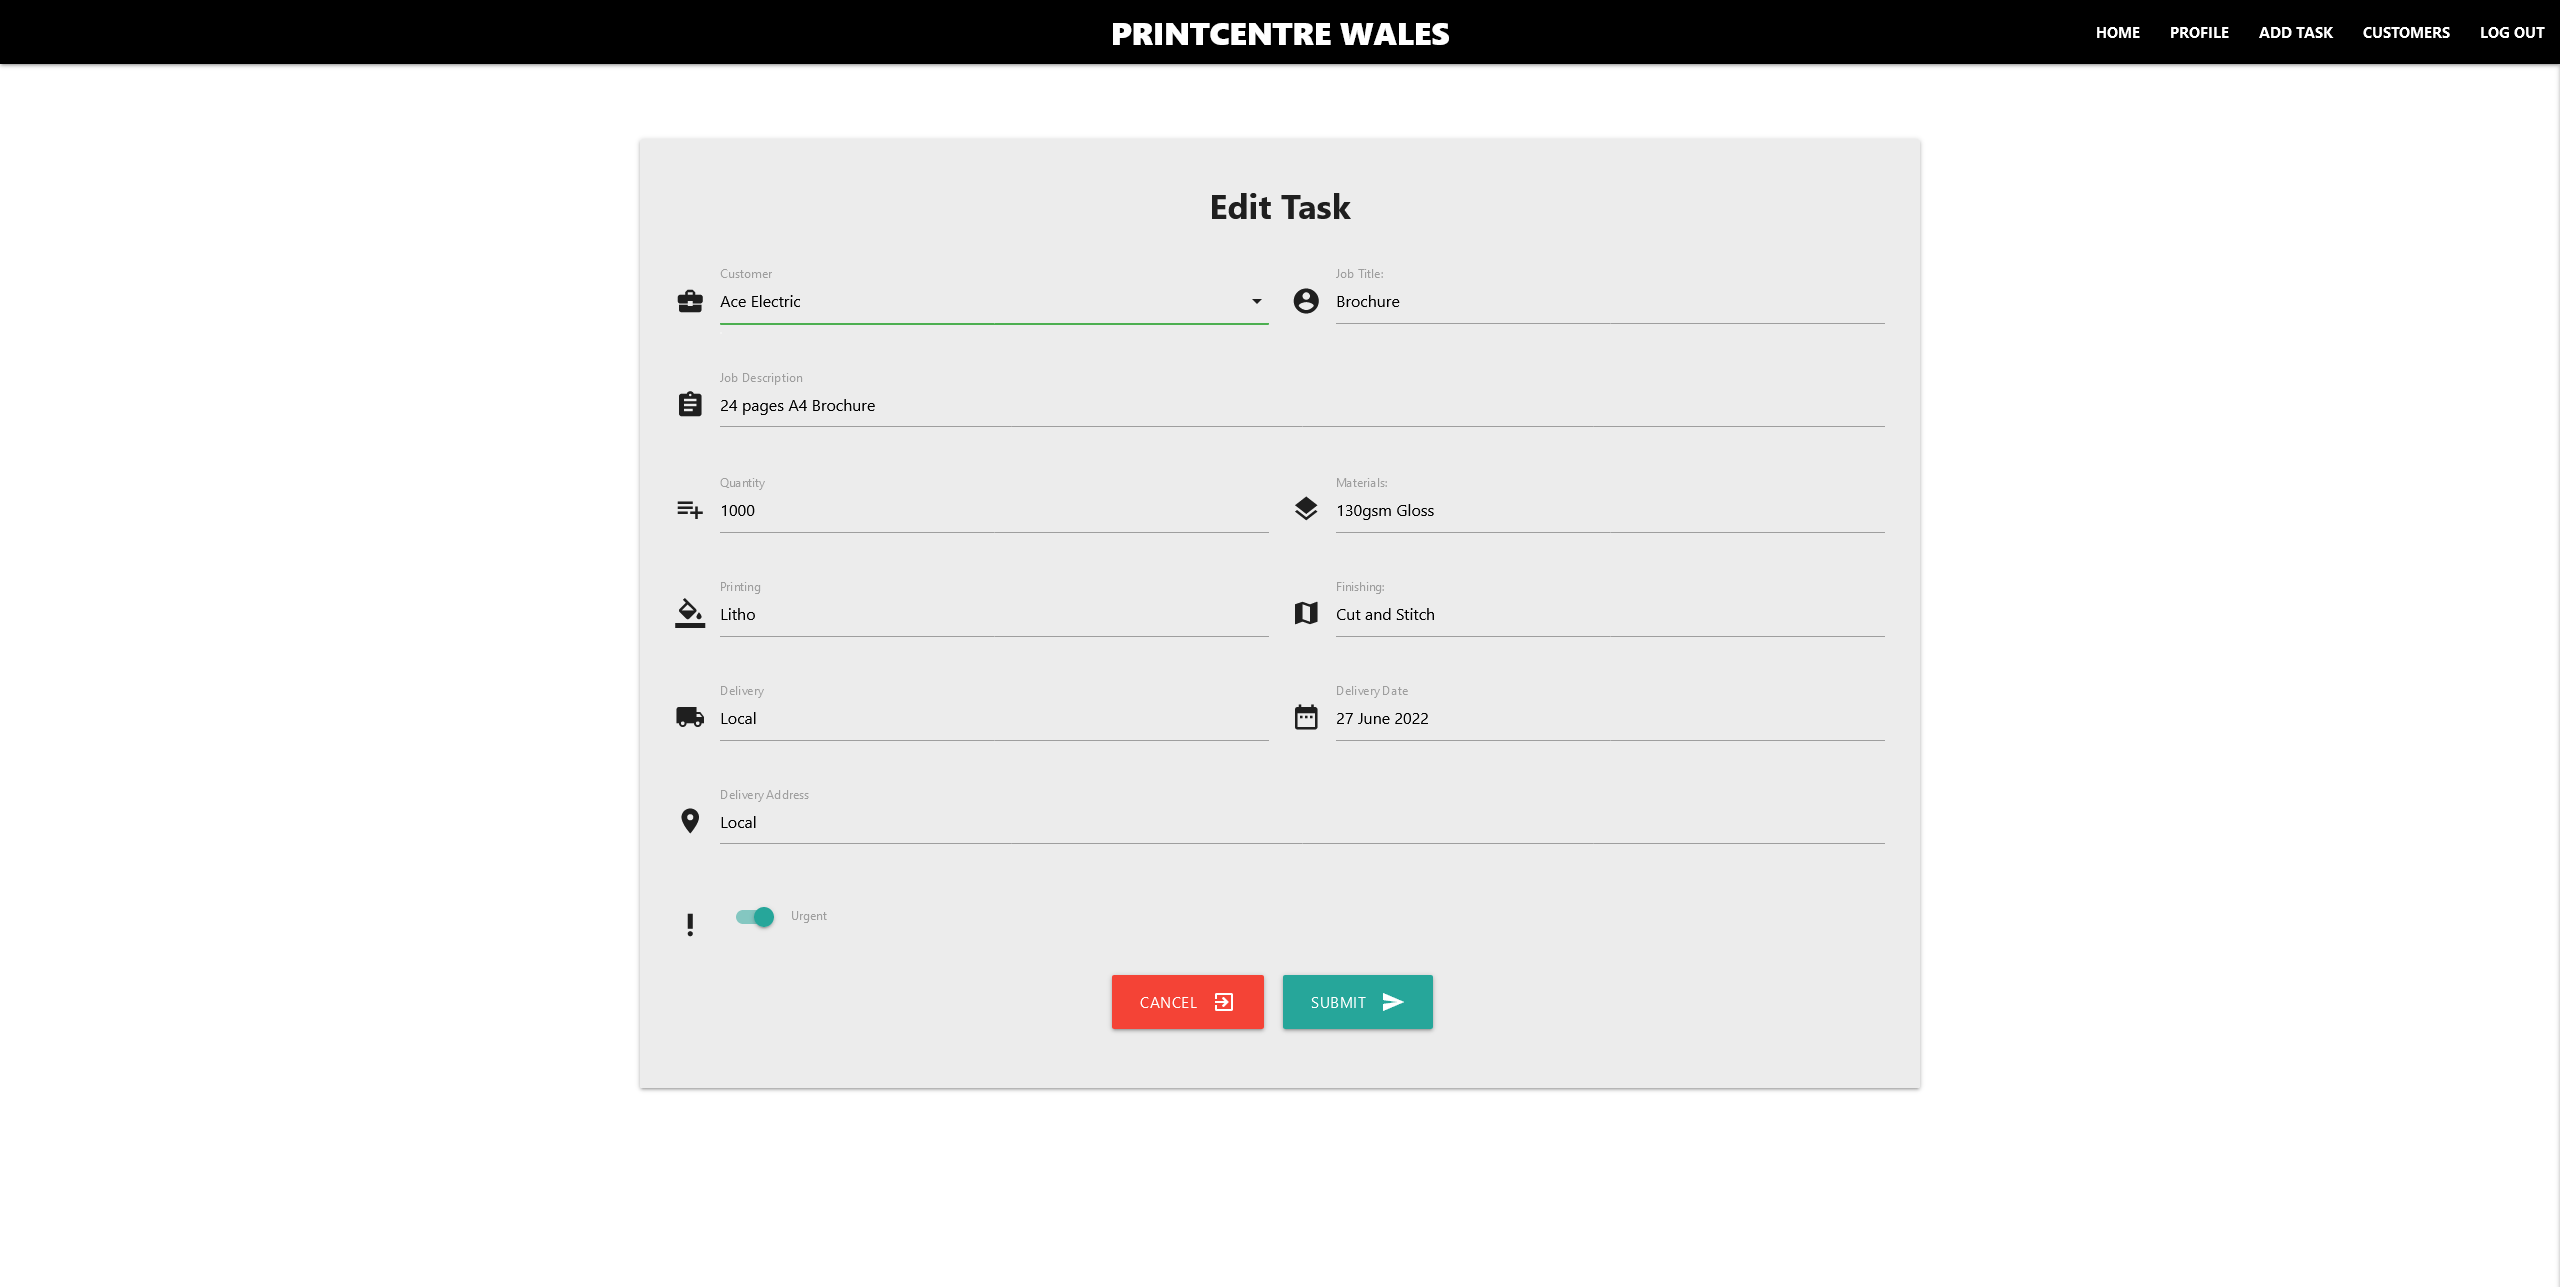 PRINTCENTRE WALES
HOME PROFILE ADD TASK CUSTOMERS LOG OUT
Edit Task
Customer
Ace Electric
Job Title:
Brochure
Job Description
24 pages A4 Brochure
Quantity
1000
Materials:
130gsm Gloss
Printing
Litho
Finishing:
Cut and Stitch
Delivery
Local
Delivery Date
27 June 2022
Delivery Address
Local
Urgent
CANCEL
SUBMIT